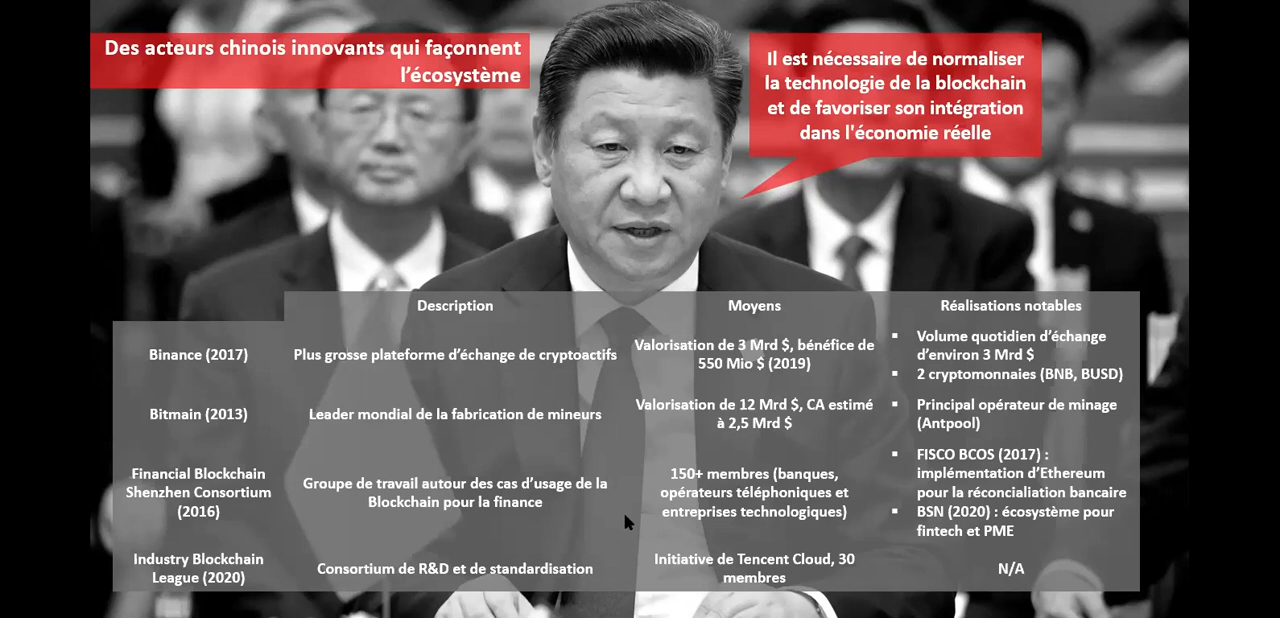 Des acteurs chinois innovants qui façonnent
l'écosystème
Il est nécessaire de normaliser
la technologie de la blockchain
et de favoriser son intégration
dans l'économie réelle
Description
Moyens
Réalisations notables
Binance (2017)
Plus grosse plateforme d'échange de cryptoactifs
Valorisation de 3 Mrd $, bénéfice de
550 Mio $ (2019)
▪ Volume quotidien d'échange
d'environ 3 Mrd $
▪ 2 cryptomonnaies (BNB, BUSD)
Bitmain (2013)
Leader mondial de la fabrication de mineurs
Valorisation de 12 Mrd $, CA estimé
à 2,5 Mrd $
▪ Principal opérateur de minage
(Antpool)
Financial Blockchain
Shenzhen Consortium
(2016)
Groupe de travail autour des cas d'usage de la
Blockchain pour la finance
150+ membres (banques,
opérateurs téléphoniques et
entreprises technologiques)
▪ FISCO BCOS (2017) :
implémentation d'Ethereum
pour la réconcialiation bancaire
▪ BSN (2020) : écosystème pour
fintech et PME
Industry Blockchain
League (2020)
Consortium de R&D et de standardisation
Initiative de Tencent Cloud, 30
membres
N/A